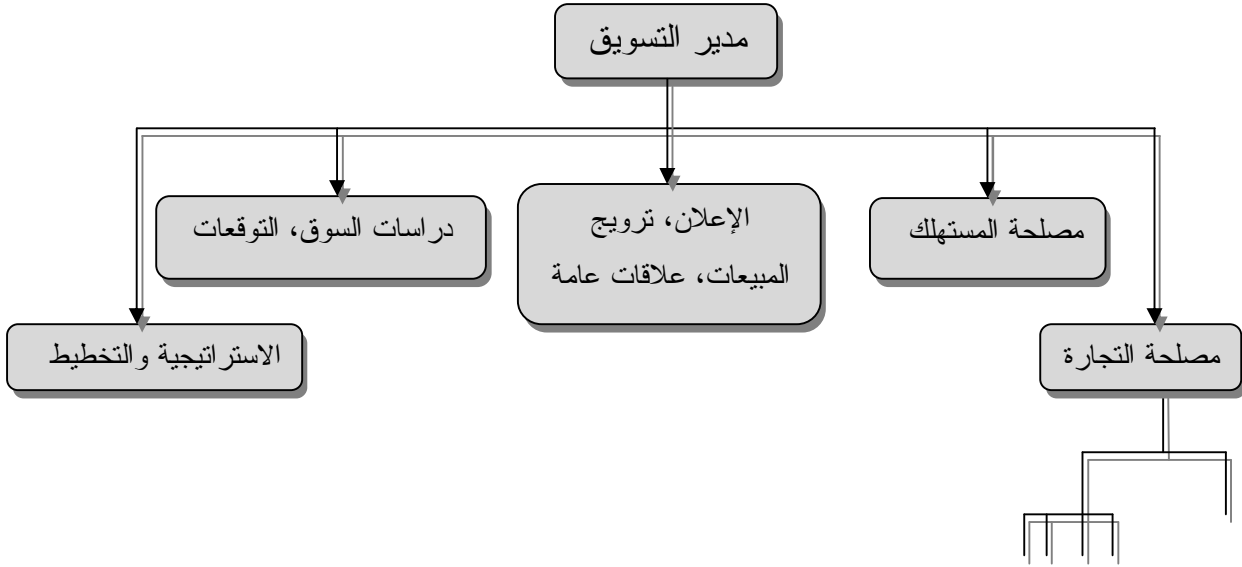 مدير التسويق
مصلحة المستهلك
الإعلان، ترويج
المبيعات، علاقات عامة
دراسات السوق، التوقعات
مصلحة التجارة
الاستراتيجية والتخطيط